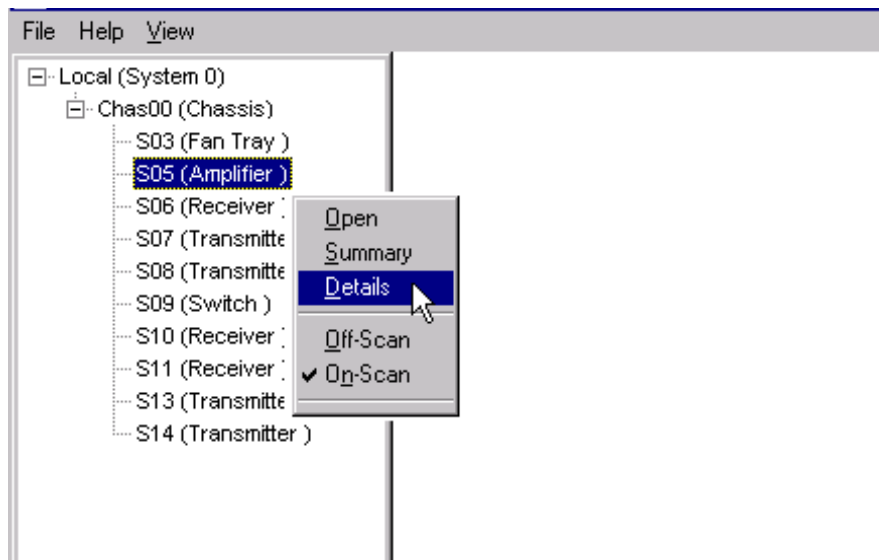 File Help View
Local (System 0)
Chas00 (Chassis)
S03 (Fan Tray )
S05 (Amplifier )
S06 (Receiver
S07 (Transmitte
S08 (Transmitte
S09 (Switch )
S10 (Receiver
S11 (Receiver
S13 (Transmitte
S14 (Transmitter )
Open
Summary
Details
Off-Scan
On-Scan